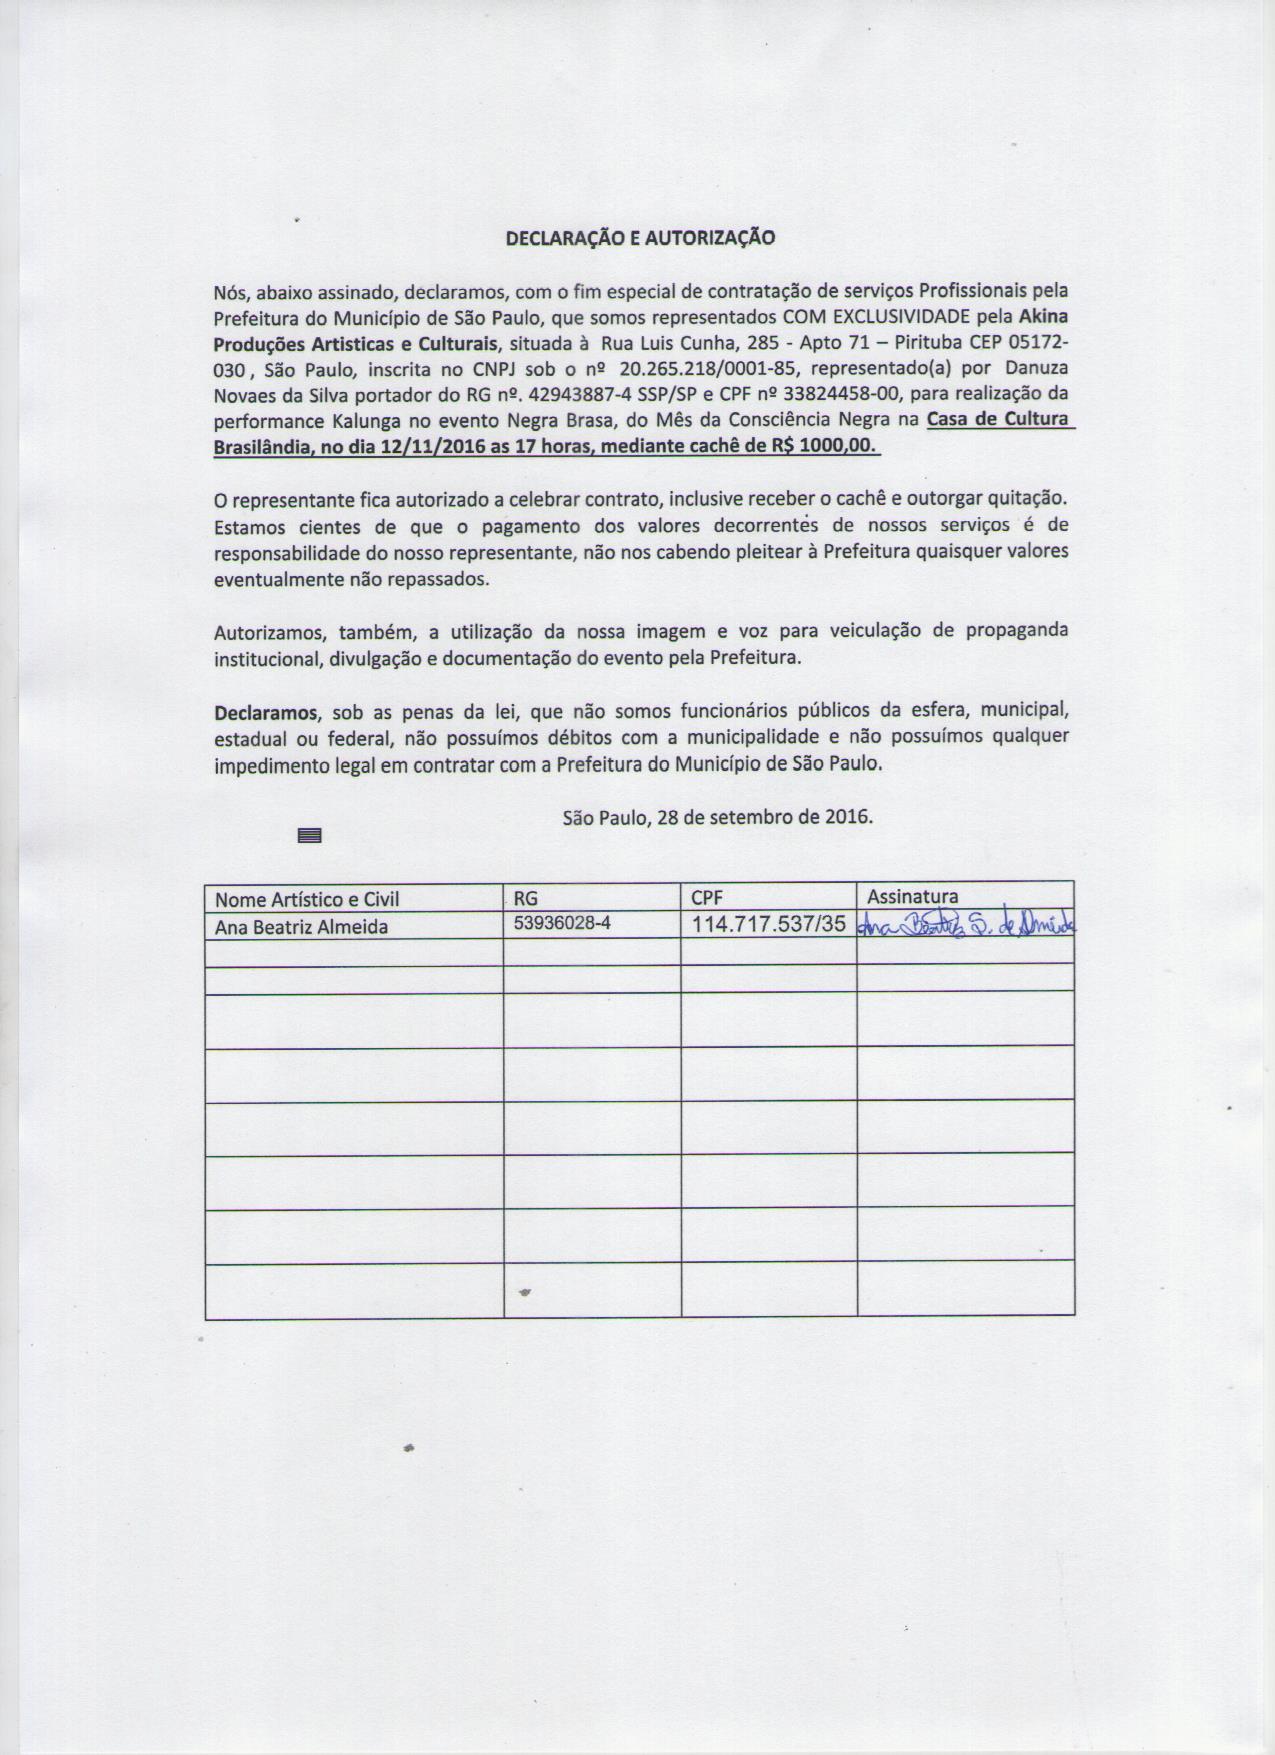 DECLARAÇÃO E AUTORIZAÇÃO
Nós, abaixo assinado, declaramos, com o fim especial de contratação de serviços Profissionais pela
Prefeitura do Município de São Paulo, que somos representados COM EXCLUSIVIDADE pela Akina
Produções Artisticas e Culturais, situada à Rua Luis Cunha, 285 - Apto 71 – Pirituba CEP 05172-
030 , São Paulo, inscrita no CNPJ sob o nº 20.265.218/0001-85, representado(a) por Danuza
Novaes da Silva portador do RG nº. 42943887-4 SSP/SP e CPF nº 33824458-00, para realização da
performance Kalunga no evento Negra Brasa, do Mês da Consciência Negra na Casa de Cultura
Brasilândia, no dia 12/11/2016 as 17 horas, mediante cachê de R$ 1000,00.
O representante fica autorizado a celebrar contrato, inclusive receber o cachê e outorgar quitação.
Estamos cientes de que o pagamento dos valores decorrentes de nossos serviços é de
responsabilidade do nosso representante, não nos cabendo pleitear à Prefeitura quaisquer valores
eventualmente não repassados.
Autorizamos, também, a utilização da nossa imagem e voz para veiculação de propaganda
institucional, divulgação e documentação do evento pela Prefeitura.
Declaramos, sob as penas da lei, que não somos funcionários públicos da esfera, municipal,
estadual ou federal, não possuímos débitos com a municipalidade e não possuímos qualquer
impedimento legal em contratar com a Prefeitura do Município de São Paulo.
São Paulo, 28 de setembro de 2016.
Nome Artístico e Civil RG CPF Assinatura
Ana Beatriz Almeida 53936028-4 114.717.537/35 Ana Beatriz S. de Almeida